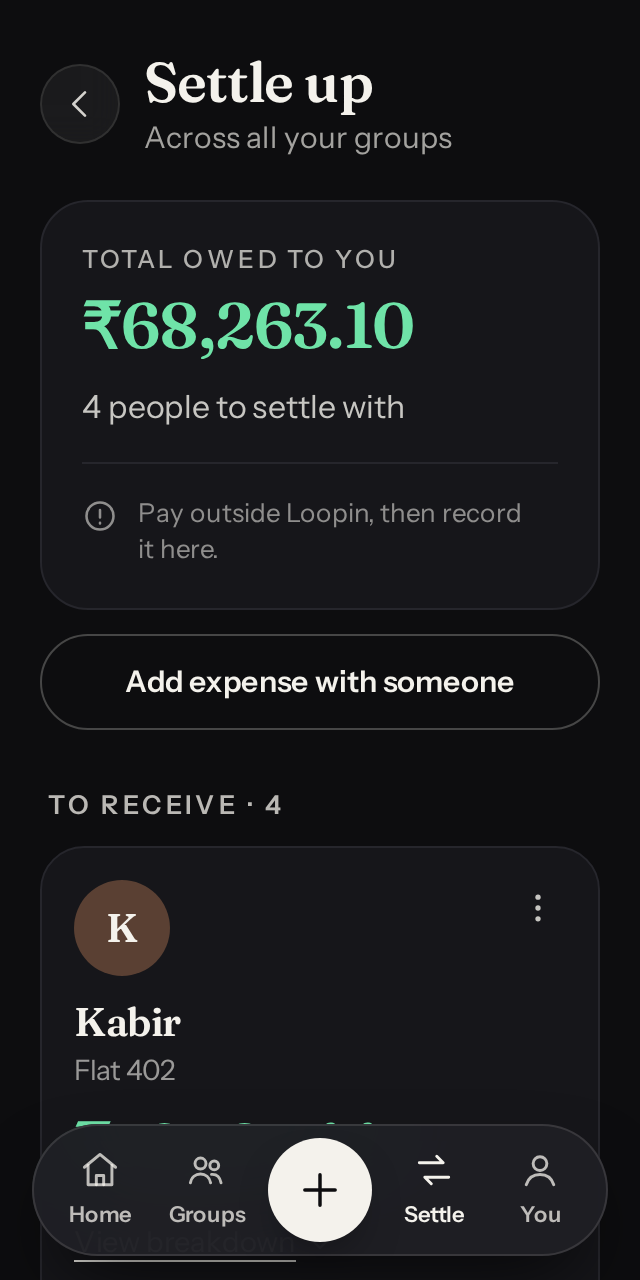 Settle up
Across all your groups
TOTAL OWED TO YOU
₹68,263.10
4 people to settle with
Pay outside Loopin, then record
it here.
Add expense with someone
TO RECEIVE · 4
K
Kabir
Flat 402
Home
Groups
Settle
You
View breakdown